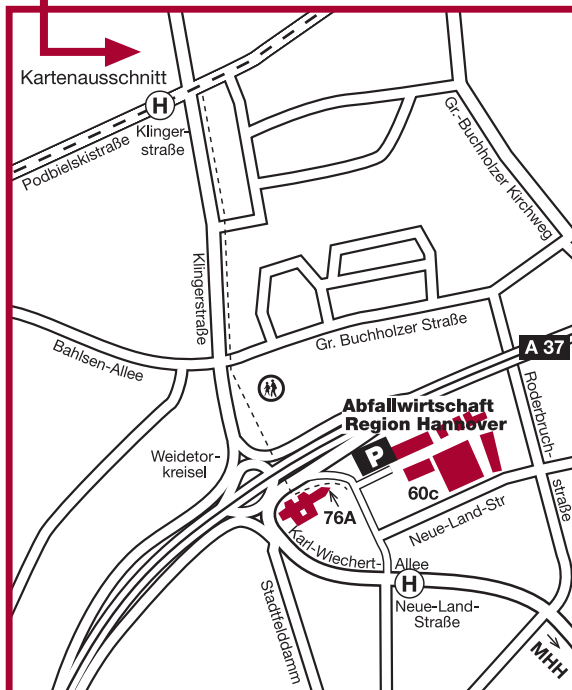 Kartenausschnitt
H
Klinger-
straße
Podbielskistraße
Gr.-Buchholzer Kirchweg
Klingerstraße
Gr. Buchholzer Straße
Bahlsen-Allee
A 37
Roderbruch-
straße
Abfallwirtschaft
Region Hannover
P
Weidetor-
kreisel
60c
76A
Neue-Land-Str
Karl-Wiechert-
Allee
H
Neue-Land-
Straße
Stadtfelddamm
MHH